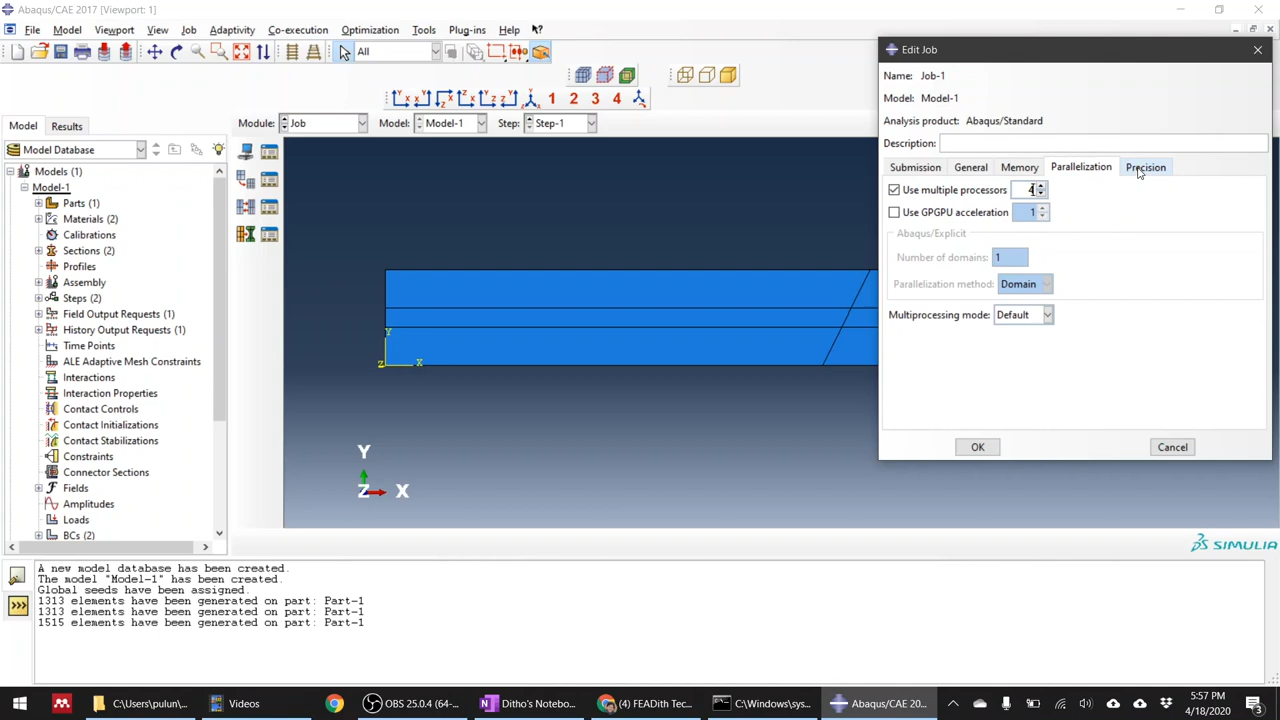 Abaqus/CAE 2017 [Viewport: 1]
File Model Viewport View Job Adaptivity Co-execution Optimization Tools Plug-ins Help
All
1 2 3 4
Model Results
Module: Job Model: Model-1 Step: Step-1
Model Database
Models (1)
Model-1
Parts (1)
Materials (2)
Calibrations
Sections (2)
Profiles
Assembly
Steps (2)
Field Output Requests (1)
History Output Requests (1)
Time Points
ALE Adaptive Mesh Constraints
Interactions
Interaction Properties
Contact Controls
Contact Initializations
Contact Stabilizations
Constraints
Connector Sections
Fields
Amplitudes
Loads
BCs (2)
Y
Z X
Y
Z X
Edit Job
Name: Job-1
Model: Model-1
Analysis product: Abaqus/Standard
Description:
Submission General Memory Parallelization Precision
Use multiple processors 4
Use GPGPU acceleration 1
Abaqus/Explicit
Number of domains: 1
Parallelization method: Domain
Multiprocessing mode: Default
OK Cancel
SIMULIA
A new model database has been created.
The model "Model-1" has been created.
Global seeds have been assigned.
1313 elements have been generated on part: Part-1
1313 elements have been generated on part: Part-1
1515 elements have been generated on part: Part-1
C:\Users\pulun\... Videos OBS 25.0.4 (64-... Ditho's Notebo... (4) FEADith Tec... C:\Windows\sys... Abaqus/CAE 20...
5:57 PM
4/18/2020
3